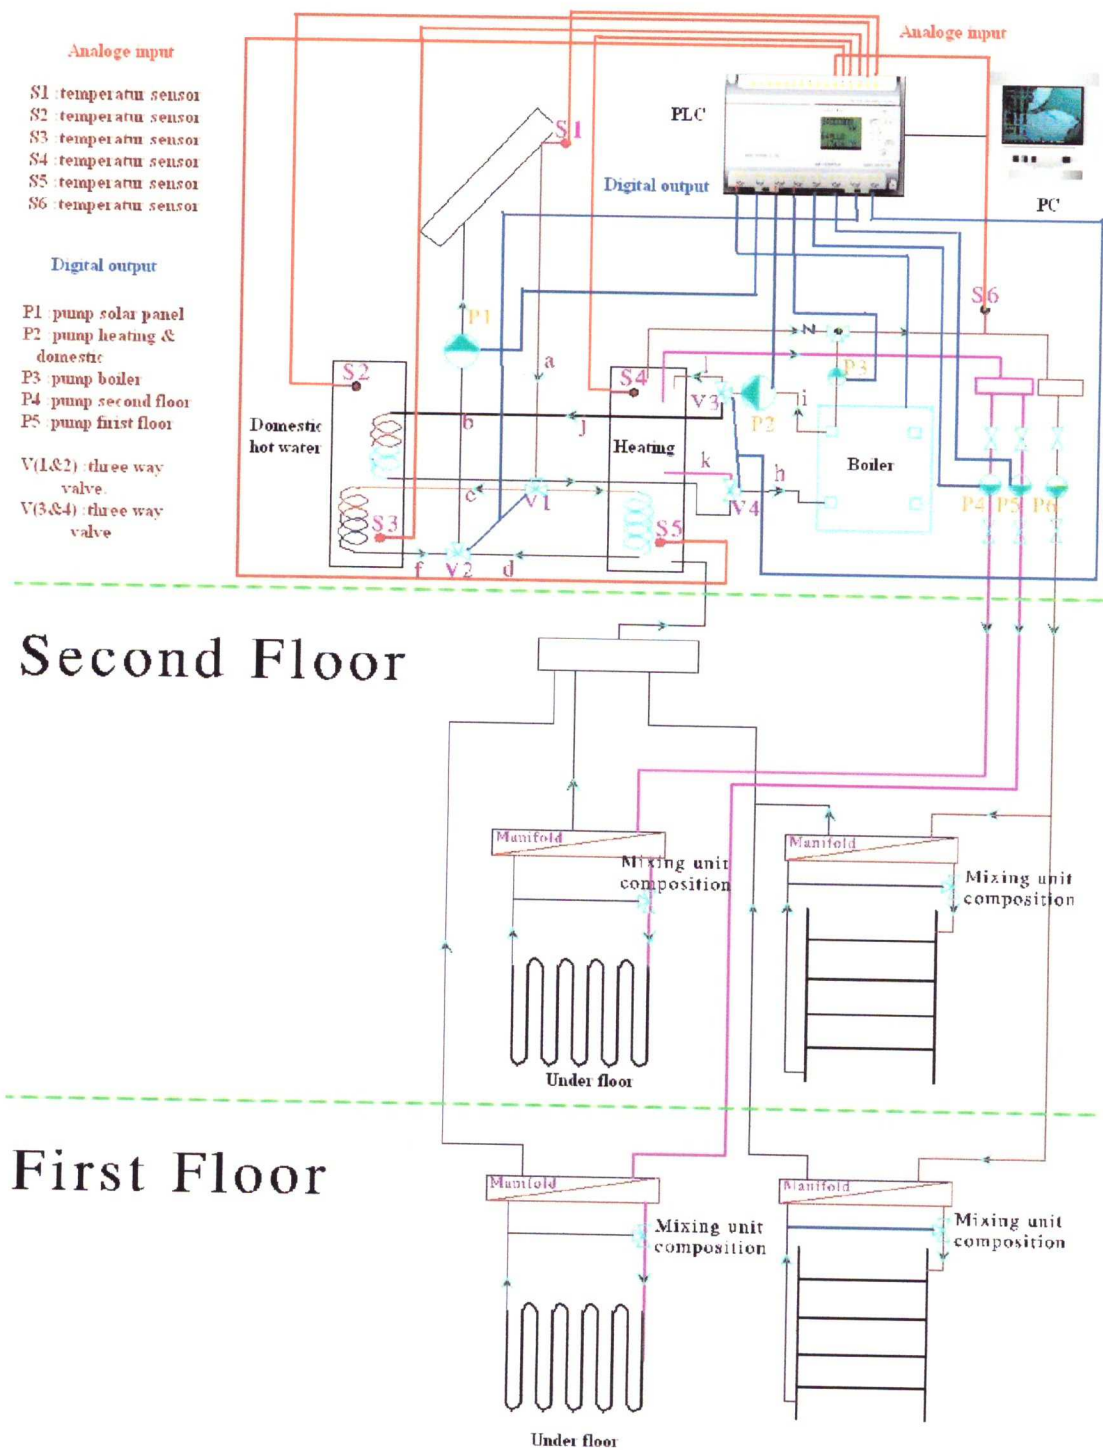 Analoge input
S1 :temperatur sensor
S2 :temperatur sensor
S3 :temperatur sensor
S4 :temperatur sensor
S5 :temperatur sensor
S6 :temperatur sensor
Digital output
P1 :pump solar panel
P2 :pump heating &
domestic
P3 :pump boiler
P4 :pump second floor
P5 :pump first floor
V(1&2) :three way
valve.
V(3&4) :three way
valve
Analoge input
PLC
Digital output
PC
S1
S6
P1
a
S2
Domestic
hot water
b
j
S4
Heating
l
V3
P2
i
P3
z
Boiler
k
h
V4
c
V1
S3
S5
f
V2
d
P4
P5
P6
Second Floor
Manifold
Mixing unit
composition
Manifold
Mixing unit
composition
Under floor
First Floor
Manifold
Mixing unit
composition
Manifold
Mixing unit
composition
Under floor